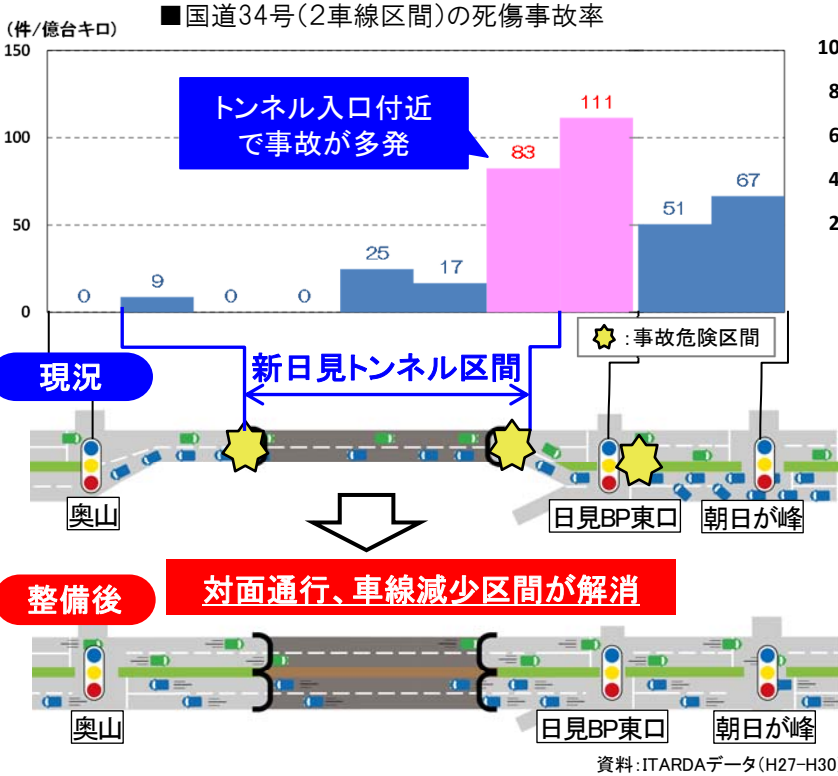 ■国道34号(2車線区間)の死傷事故率
(件/億台キロ)
150
100
50
0
トンネル入口付近
で事故が多発
0
9
0
0
25
17
83
111
51
67
10
8
6
4
2
:事故危険区間
現況
新日見トンネル区間
奥山
日見BP東口
朝日が峰
整備後
対面通行、車線減少区間が解消
奥山
日見BP東口
朝日が峰
資料:ITARDAデータ(H27-H30